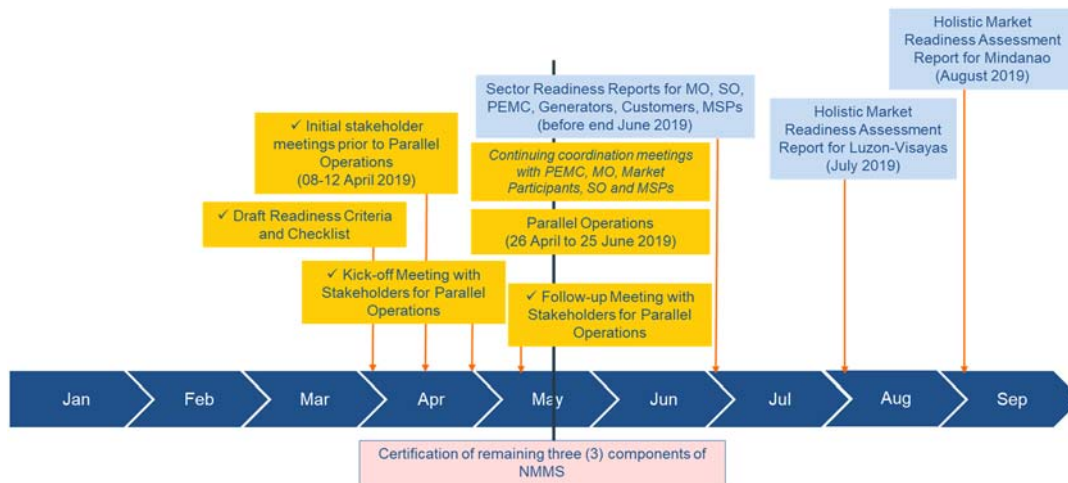 Holistic Market
Readiness Assessment
Report for Mindanao
(August 2019)
Sector Readiness Reports for MO, SO,
PEMC, Generators, Customers, MSPs
(before end June 2019)
Holistic Market
Readiness Assessment
Report for Luzon-Visayas
(July 2019)
✓ Initial stakeholder
meetings prior to Parallel
Operations
(08-12 April 2019)
Continuing coordination meetings
with PEMC, MO, Market
Participants, SO and MSPs
✓ Draft Readiness Criteria
and Checklist
Parallel Operations
(26 April to 25 June 2019)
✓ Kick-off Meeting with
Stakeholders for Parallel
Operations
✓ Follow-up Meeting with
Stakeholders for Parallel
Operations
Jan Feb Mar Apr May Jun Jul Aug Sep
Certification of remaining three (3) components of
NMMS